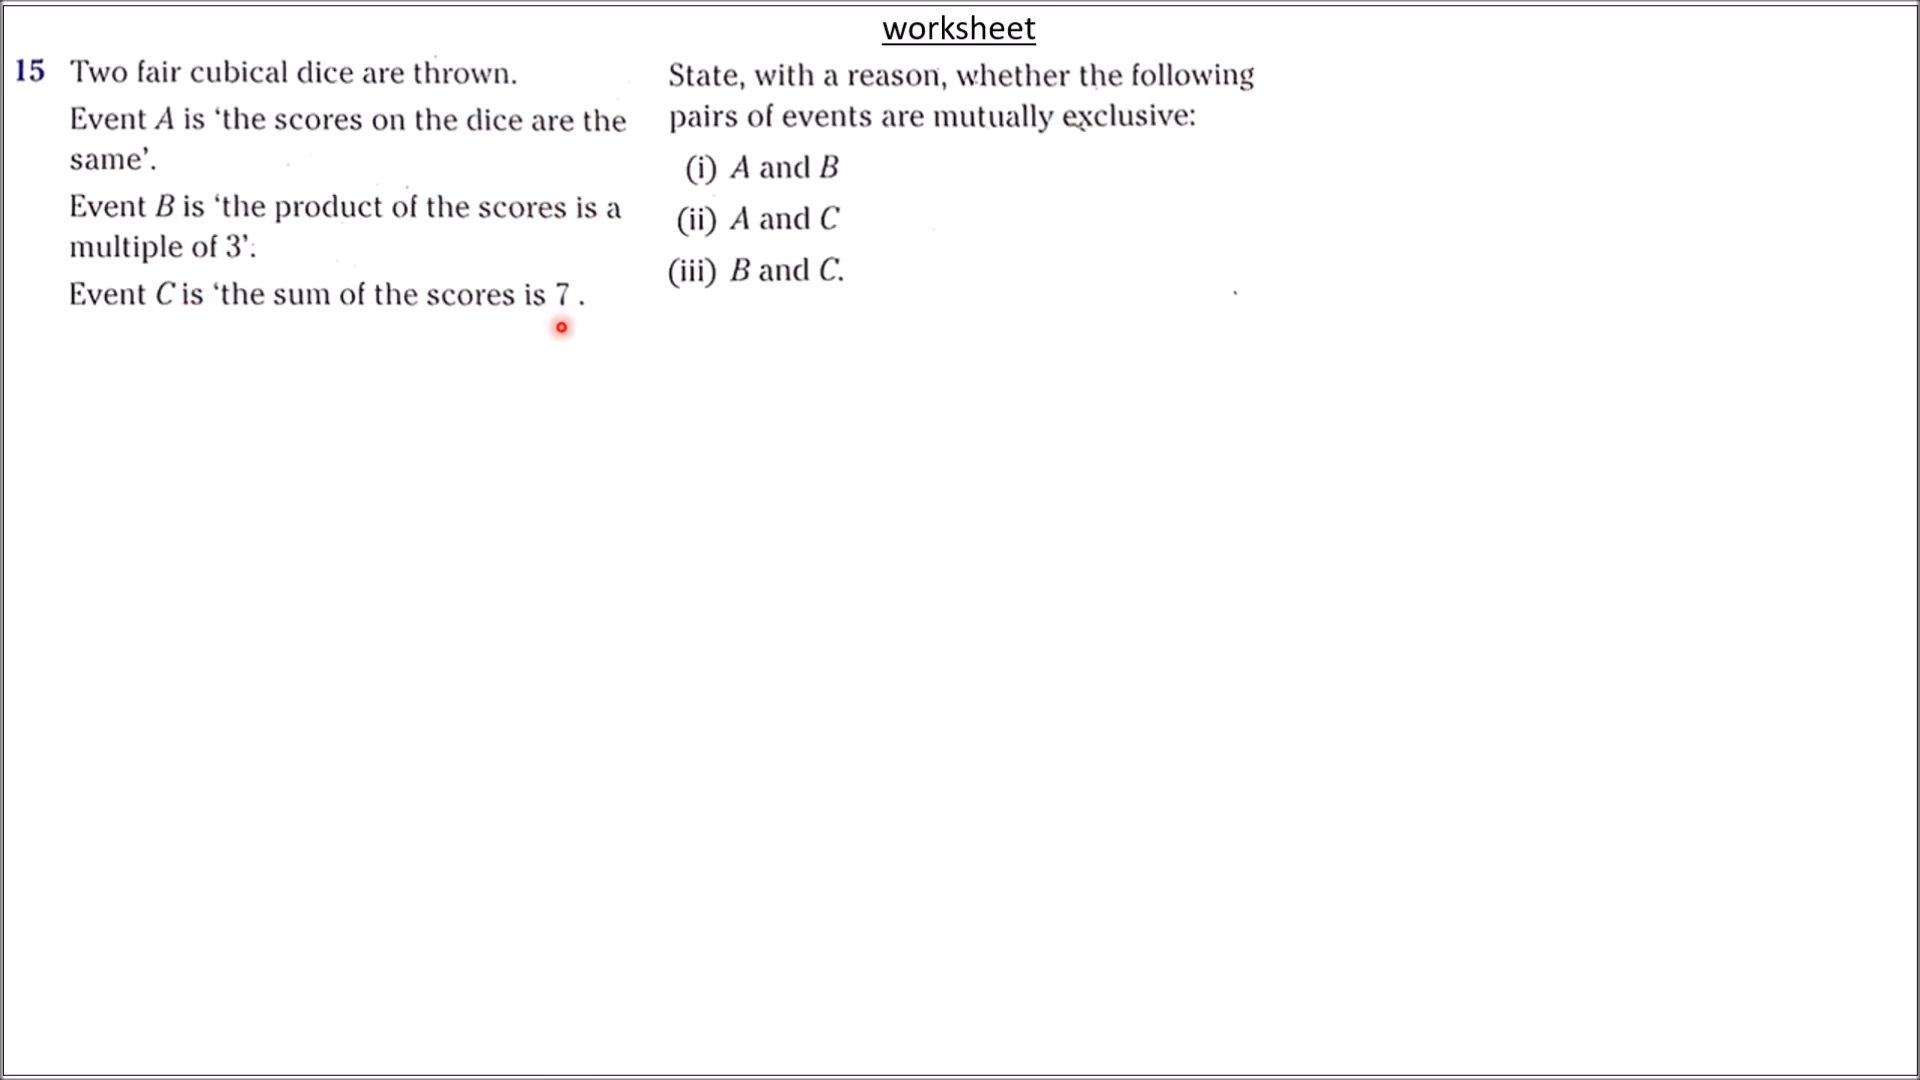 worksheet
15 Two fair cubical dice are thrown.
Event A is ‘the scores on the dice are the
same’.
Event B is ‘the product of the scores is a
multiple of 3’.
Event C is ‘the sum of the scores is 7 .
State, with a reason, whether the following
pairs of events are mutually exclusive:
(i) A and B
(ii) A and C
(iii) B and C.